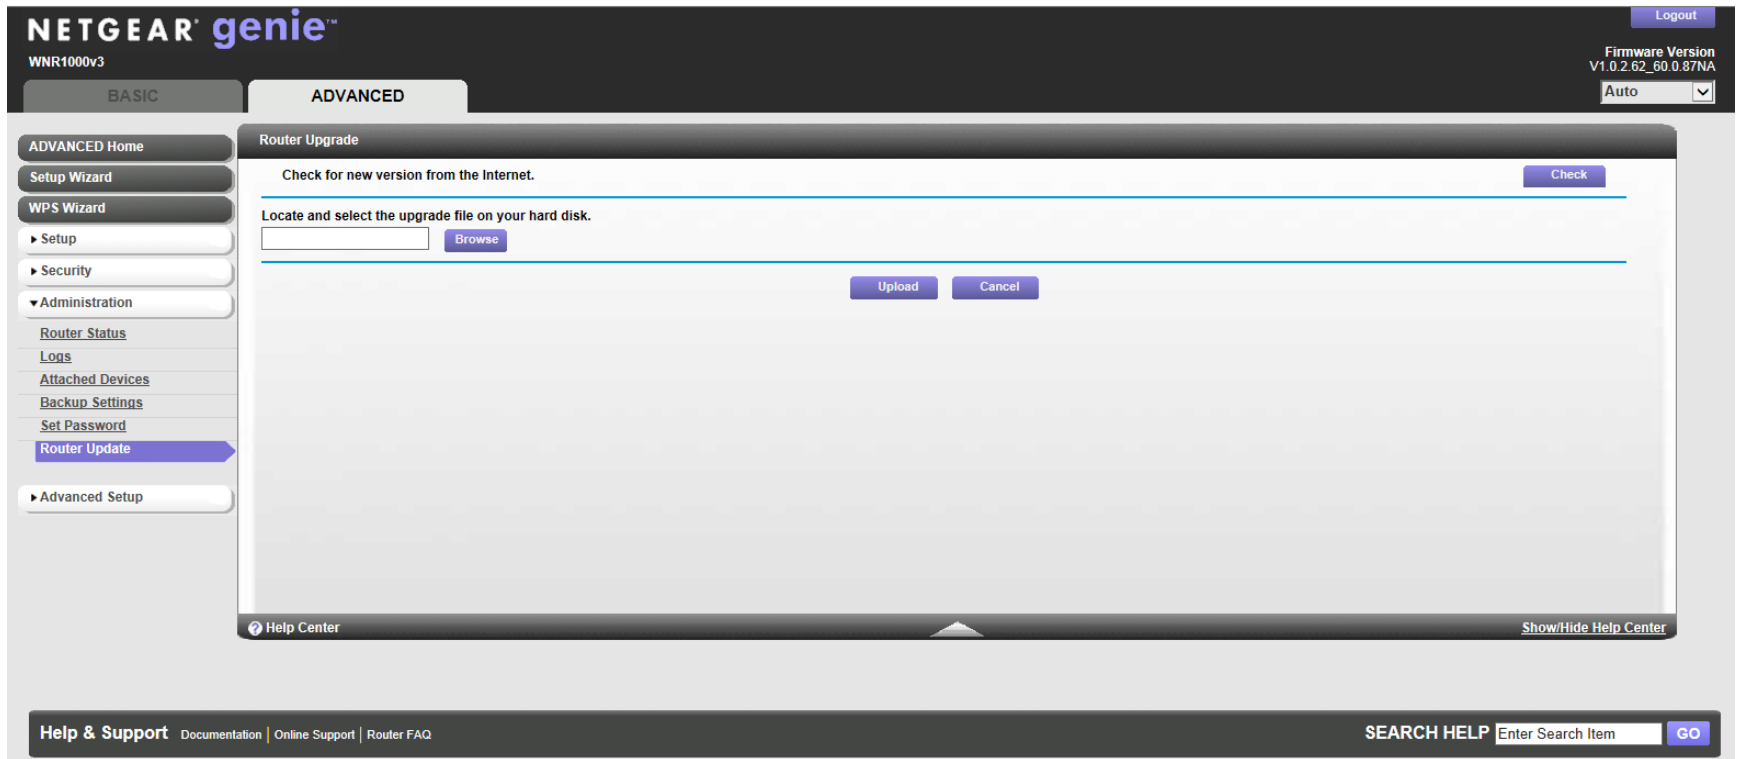 NETGEAR® genie™
Logout
WNR1000v3
Firmware Version
V1.0.2.62_60.0.87NA
BASIC
ADVANCED
Auto
ADVANCED Home
Setup Wizard
WPS Wizard
Setup
Security
Administration
Router Status
Logs
Attached Devices
Backup Settings
Set Password
Router Update
Advanced Setup
Router Upgrade
Check for new version from the Internet.
Check
Locate and select the upgrade file on your hard disk.
Browse
Upload Cancel
? Help Center
Show/Hide Help Center
Help & Support Documentation | Online Support | Router FAQ
SEARCH HELP Enter Search Item GO